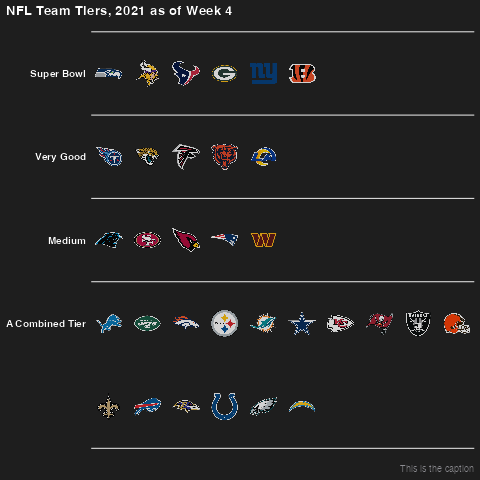 NFL Team Tiers, 2021 as of Week 4
Super Bowl
Very Good
Medium
A Combined Tier
This is the caption